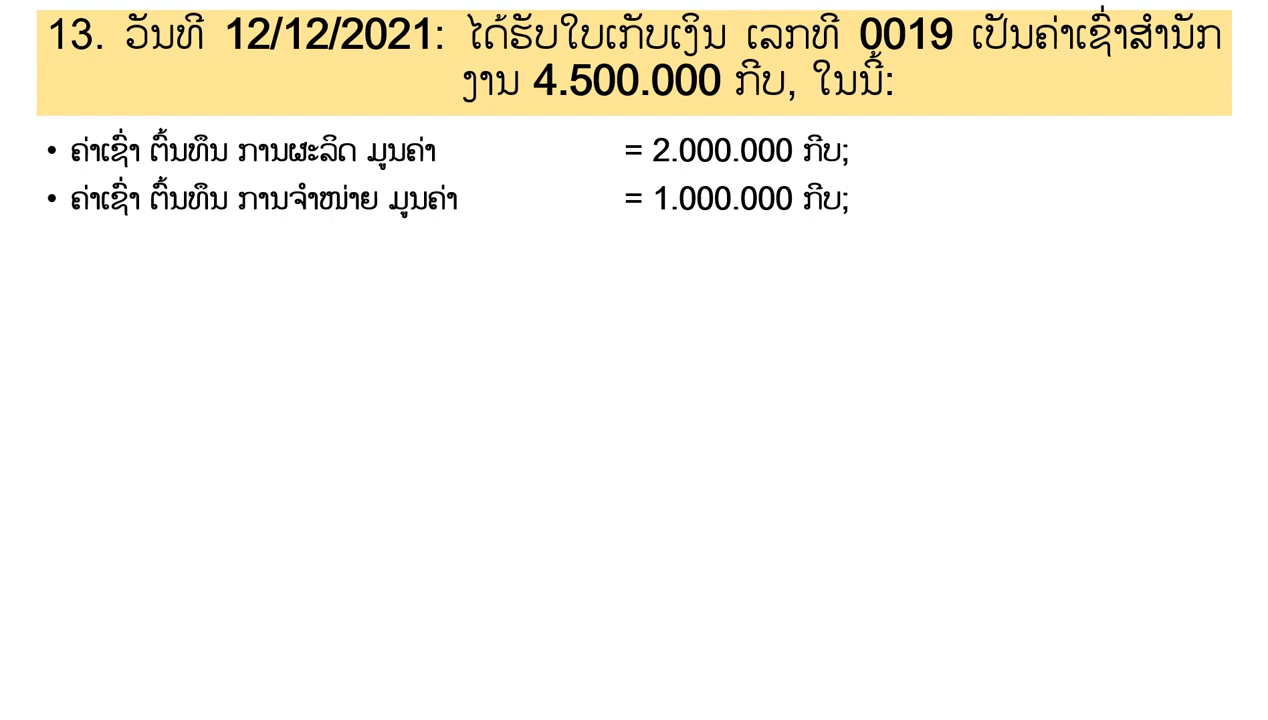 13. ວັນທີ 12/12/2021: ໄດ້ຮັບໃບເກັບເງິນ ເລກທີ 0019 ເປັນຄ່າເຊົ່າສໍານັກ
ງານ 4.500.000 ກີບ, ໃນນີ້:
• ຄ່າເຊົ່າ ຕົ້ນທຶນ ການຜະລິດ ມູນຄ່າ = 2.000.000 ກີບ;
• ຄ່າເຊົ່າ ຕົ້ນທຶນ ການຈໍາໜ່າຍ ມູນຄ່າ = 1.000.000 ກີບ;